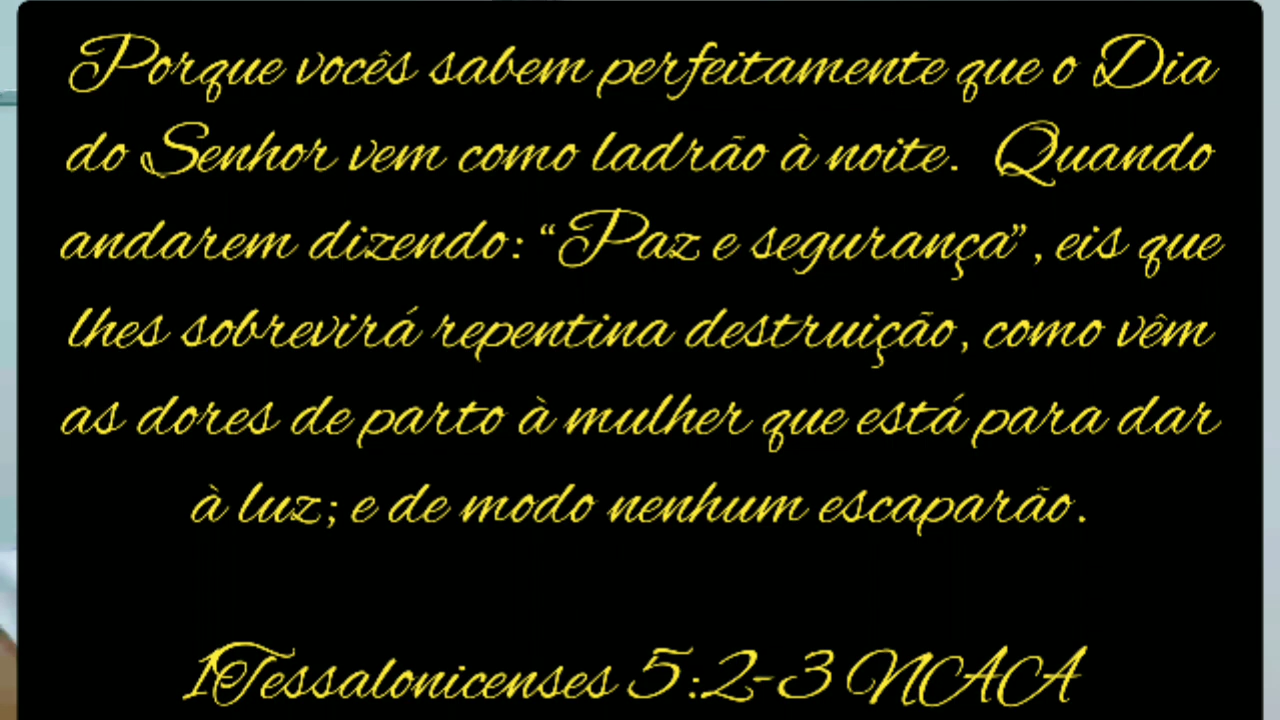 Porque vocês sabem perfeitamente que o Dia
do Senhor vem como ladrão à noite. Quando
andarem dizendo: “Paz e segurança”, eis que
lhes sobrevirá repentina destruição, como vêm
as dores de parto à mulher que está para dar
à luz; e de modo nenhum escaparão.
1Tessalonicenses 5:2-3 NAA